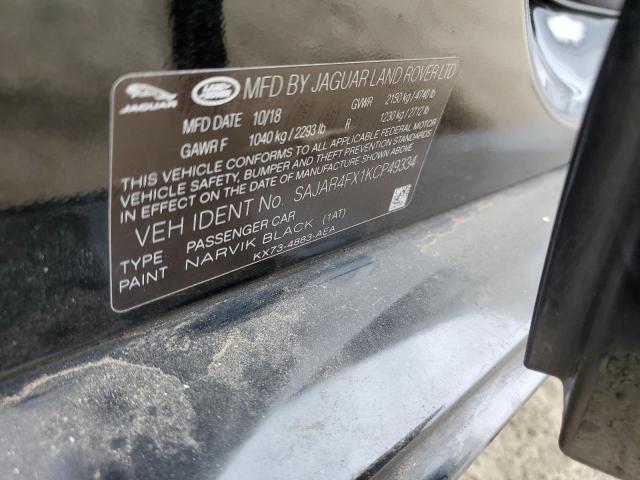 JAGUAR LAND ROVER MFD BY JAGUAR LAND ROVER LTD
MFD DATE 10/18 GVWR 2150 kg / 4740 lb
GAWR F 1040 kg / 2293 lb R 1230 kg / 2712 lb
THIS VEHICLE CONFORMS TO ALL APPLICABLE FEDERAL MOTOR
VEHICLE SAFETY, BUMPER AND THEFT PREVENTION STANDARDS
IN EFFECT ON THE DATE OF MANUFACTURE SHOWN ABOVE.
VEH IDENT No. SAJAR4FX1KCP49334
TYPE PASSENGER CAR
PAINT NARVIK BLACK (1AT)
KX73-4883-AEA